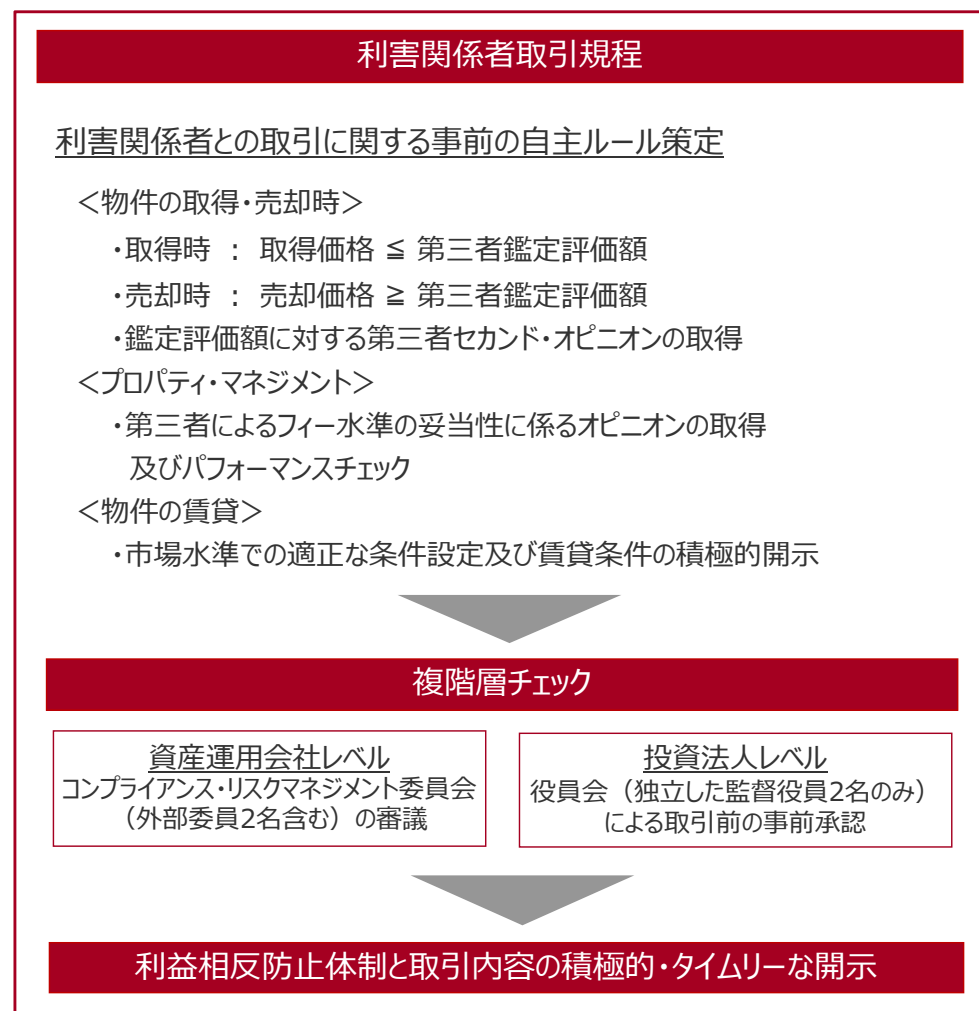 利害関係者取引規程
利害関係者との取引に関する事前の自主ルール策定
＜物件の取得・売却時＞
・取得時 ： 取得価格 ≦ 第三者鑑定評価額
・売却時 ： 売却価格 ≧ 第三者鑑定評価額
・鑑定評価額に対する第三者セカンド・オピニオンの取得
＜プロパティ・マネジメント＞
・第三者によるフィー水準の妥当性に係るオピニオンの取得
及びパフォーマンスチェック
＜物件の賃貸＞
・市場水準での適正な条件設定及び賃貸条件の積極的開示
複階層チェック
資産運用会社レベル
コンプライアンス・リスクマネジメント委員会
（外部委員2名含む）の審議
投資法人レベル
役員会（独立した監督役員2名のみ）
による取引前の事前承認
利益相反防止体制と取引内容の積極的・タイムリーな開示